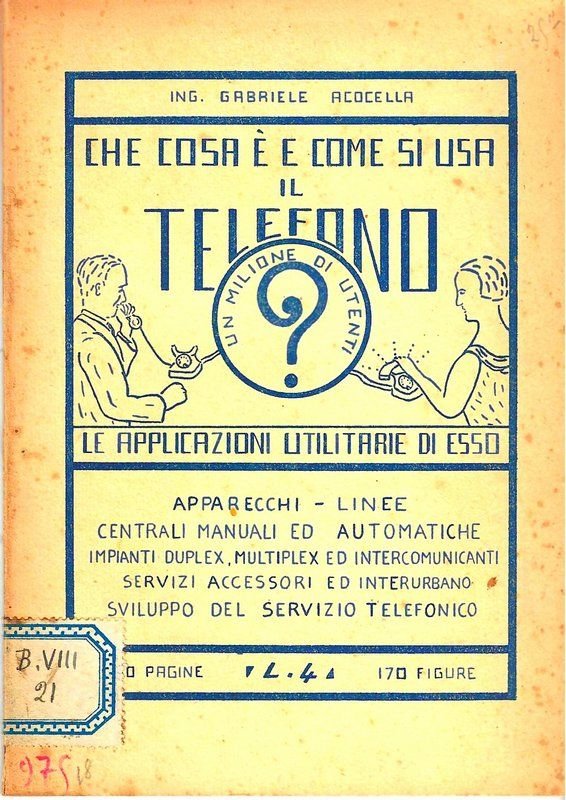 ING. GABRIELE ACOCELLA
CHE COSA È E COME SI USA
IL
TELEFONO
UN MILIONE DI UTENTI
?
LE APPLICAZIONI UTILITARIE DI ESSO
APPARECCHI - LINEE
CENTRALI MANUALI ED AUTOMATICHE
IMPIANTI DUPLEX, MULTIPLEX ED INTERCOMUNICANTI
SERVIZI ACCESSORI ED INTERURBANO
SVILUPPO DEL SERVIZIO TELEFONICO
PAGINE L. 4 170 FIGURE
B. VIII
21
975